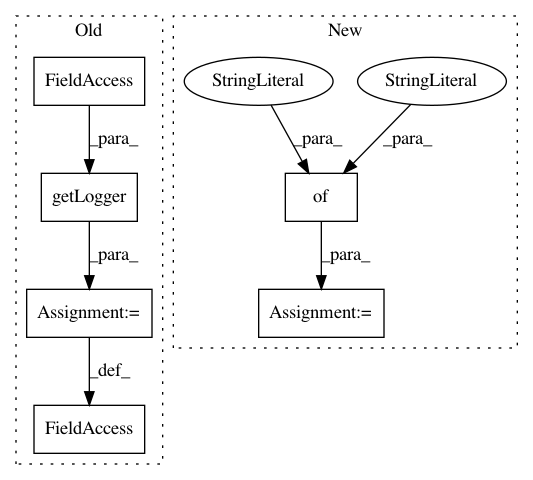 Old
New
FieldAccess
StringLiteral
StringLiteral
_para_
_para_
_para_
getLogger
of
_para_
_para_
Assignment:=
Assignment:=
_def_
FieldAccess